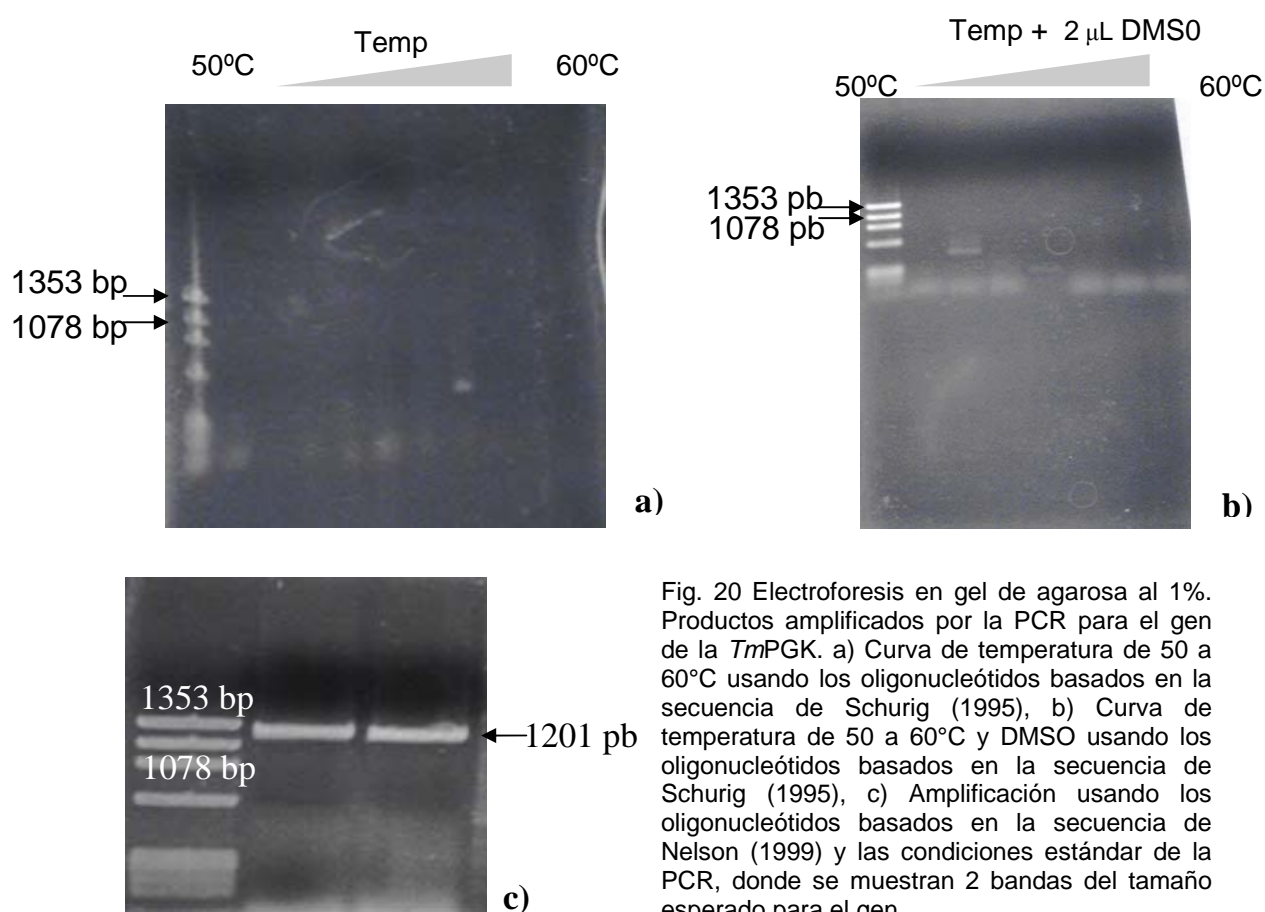 Temp
50ºC
60ºC
1353 bp
1078 bp
a)
Temp + 2 µL DMS0
50ºC
60ºC
1353 pb
1078 pb
b)
1353 bp
1078 bp
1201 pb
c)
Fig. 20 Electroforesis en gel de agarosa al 1%.
Productos amplificados por la PCR para el gen
de la TmPGK. a) Curva de temperatura de 50 a
60°C usando los oligonucleótidos basados en la
secuencia de Schurig (1995), b) Curva de
temperatura de 50 a 60°C y DMSO usando los
oligonucleótidos basados en la secuencia de
Schurig (1995), c) Amplificación usando los
oligonucleótidos basados en la secuencia de
Nelson (1999) y las condiciones estándar de la
PCR, donde se muestran 2 bandas del tamaño
esperado para el gen